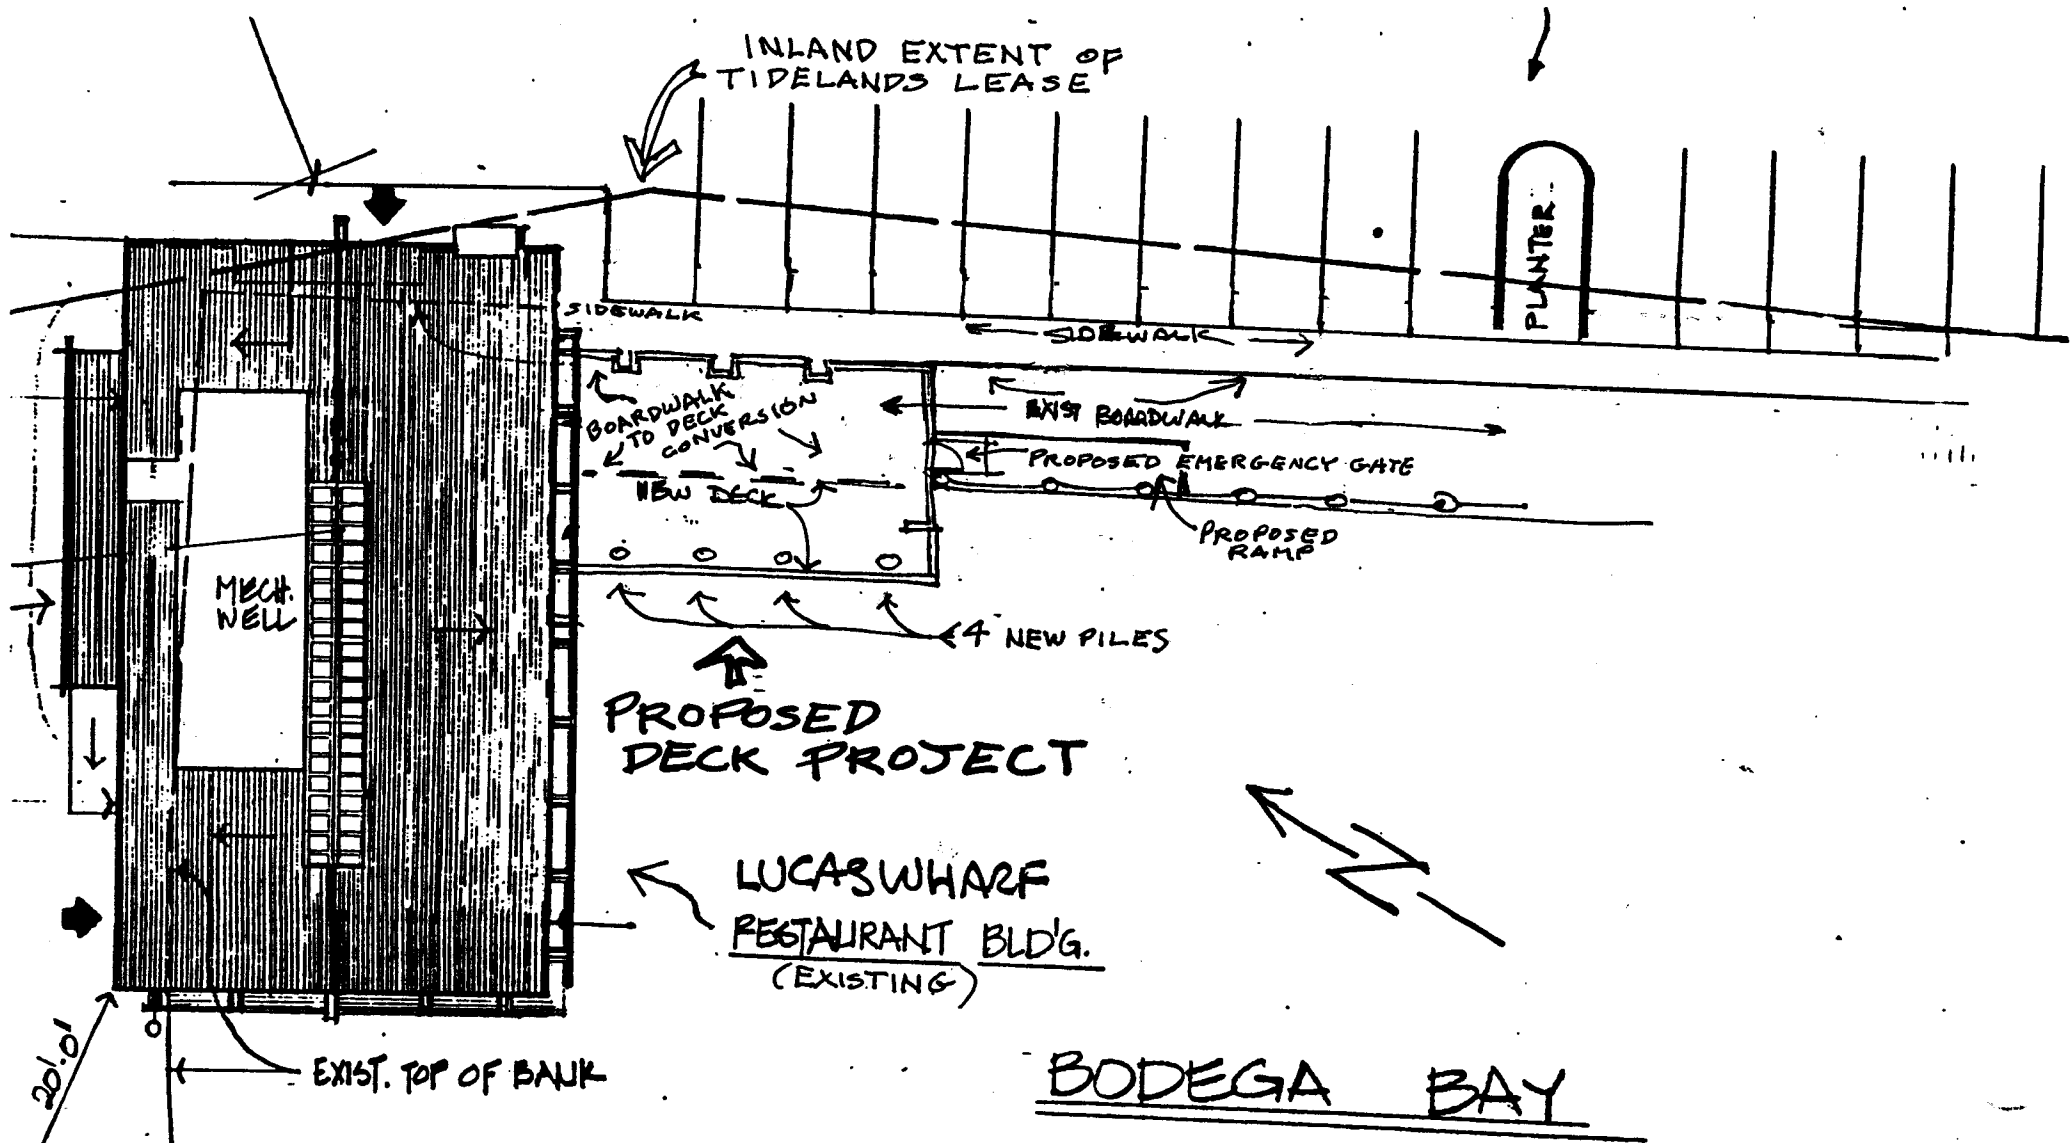 INLAND EXTENT OF
TIDELANDS LEASE
PLANTER
SIDEWALK
SIDEWALK
BOARDWALK
TO DECK
CONVERSION
EXIST BOARDWALK
PROPOSED EMERGENCY GATE
NEW DECK
PROPOSED
RAMP
MECH.
WELL
4 NEW PILES
PROPOSED
DECK PROJECT
LUCAS WHARF
RESTAURANT BLD'G.
(EXISTING)
20'.0'
EXIST. TOP OF BANK
BODEGA BAY